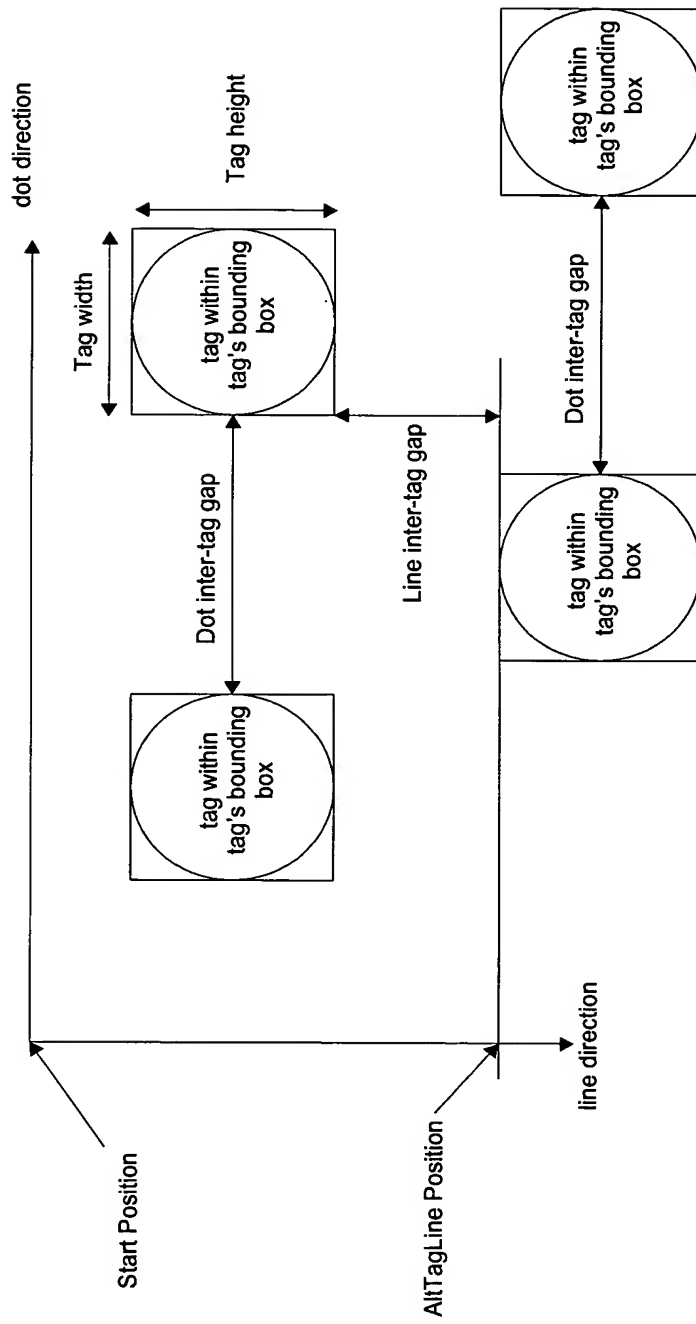 dot direction
Tag width
Tag height
tag within
tag's bounding
box
Dot inter-tag gap
tag within
tag's bounding
box
Line inter-tag gap
Start Position
AltTagLine Position
line direction
tag within
tag's bounding
box
Dot inter-tag gap
tag within
tag's bounding
box